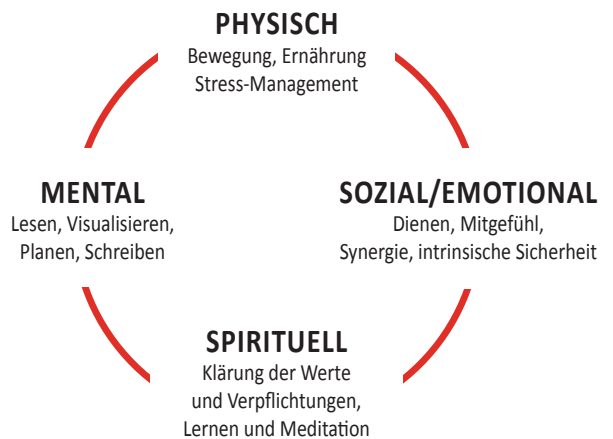 PHYSISCH
Bewegung, Ernährung
Stress-Management
MENTAL
Lesen, Visualisieren,
Planen, Schreiben
SOZIAL/EMOTIONAL
Dienen, Mitgefühl,
Synergie, intrinsische Sicherheit
SPIRITUELL
Klärung der Werte
und Verpflichtungen,
Lernen und Meditation